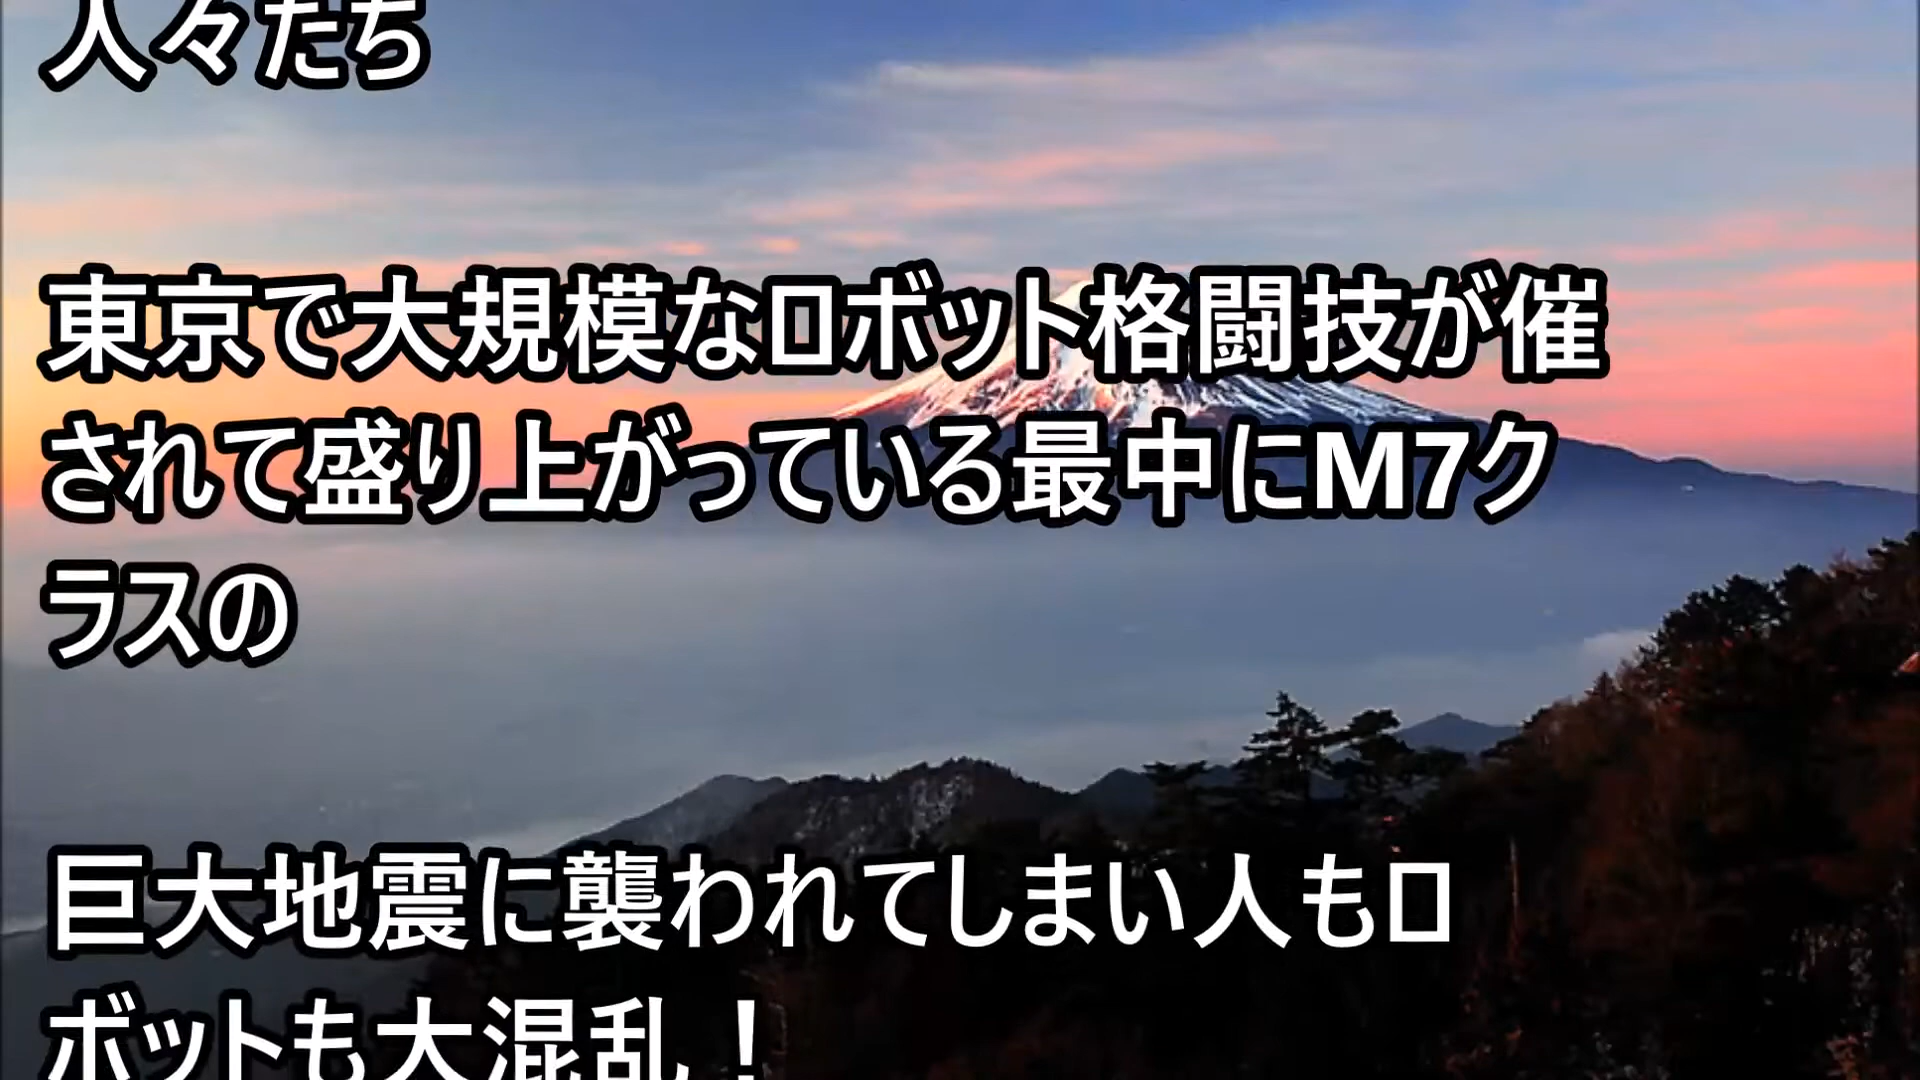 人々たち
東京で大規模なロボット格闘技が催
されて盛り上がっている最中にM7ク
ラスの
巨大地震に襲われてしまい人もロ
ボットも大混乱！